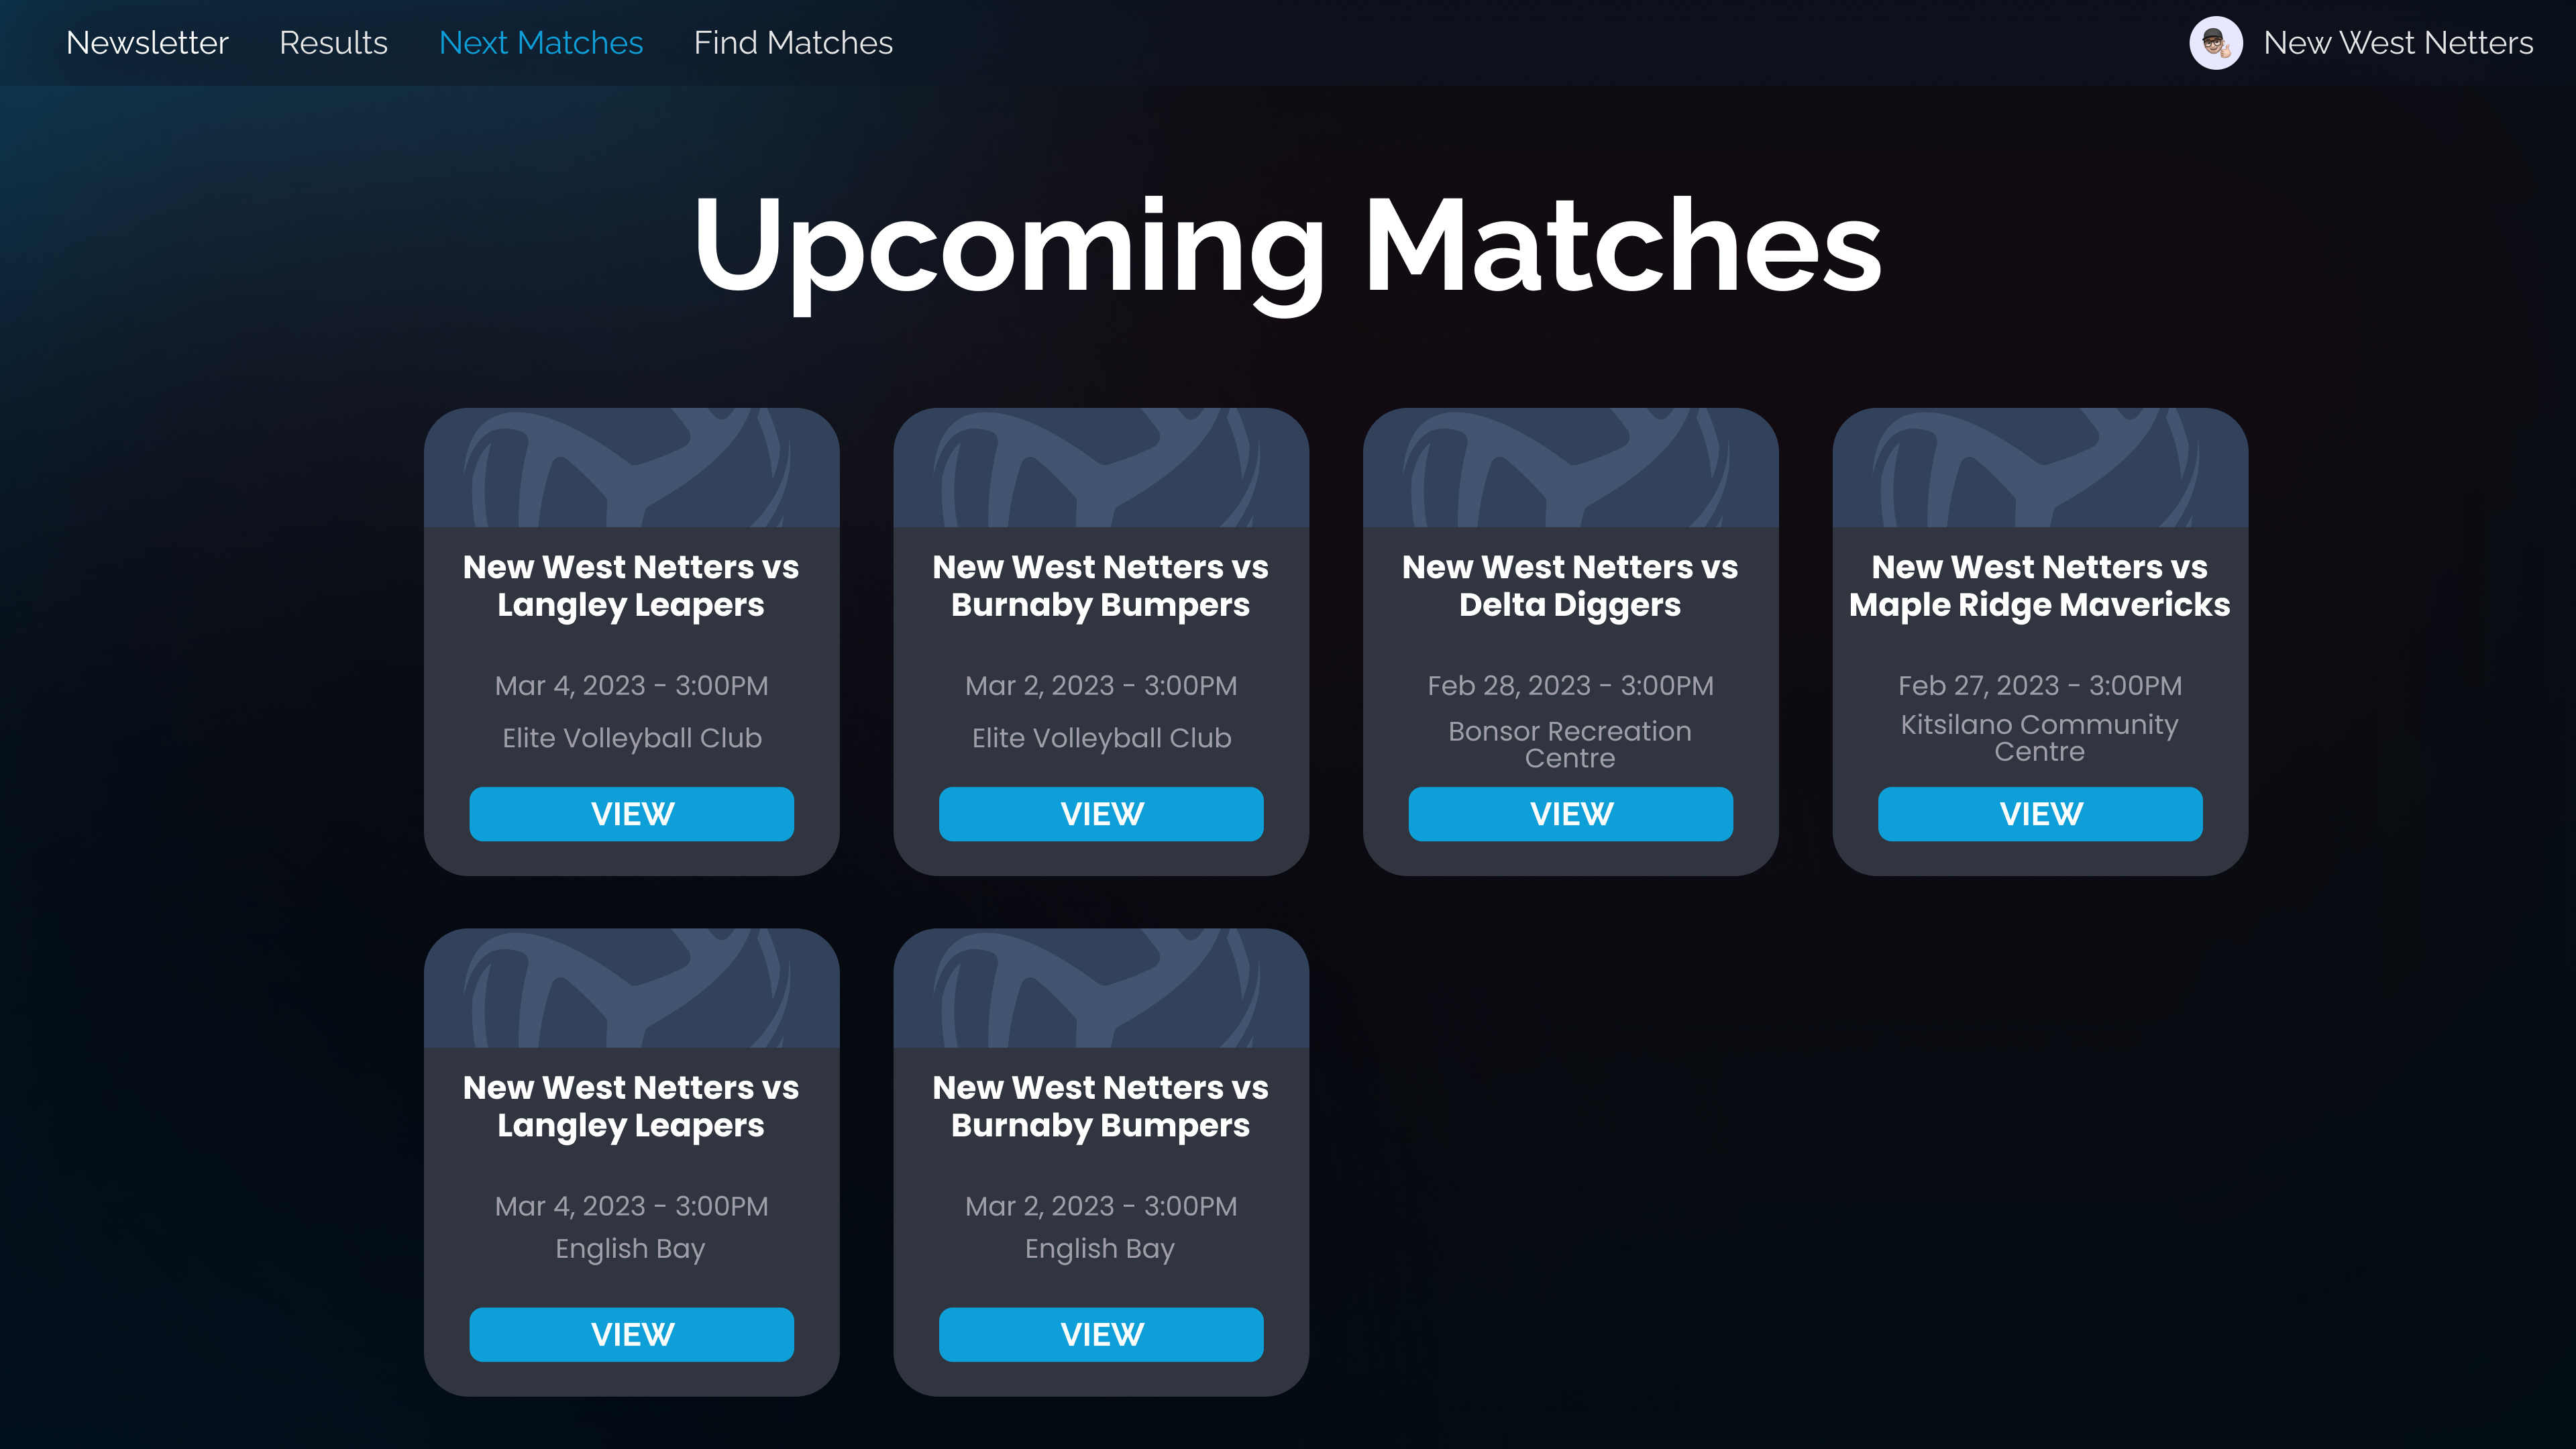 Newsletter
Results
Next Matches
Find Matches
New West Netters
Upcoming Matches
New West Netters vs
Langley Leapers
Mar 4, 2023 - 3:00PM
Elite Volleyball Club
VIEW
New West Netters vs
Burnaby Bumpers
Mar 2, 2023 - 3:00PM
Elite Volleyball Club
VIEW
New West Netters vs
Delta Diggers
Feb 28, 2023 - 3:00PM
Bonsor Recreation
Centre
VIEW
New West Netters vs
Maple Ridge Mavericks
Feb 27, 2023 - 3:00PM
Kitsilano Community
Centre
VIEW
New West Netters vs
Langley Leapers
Mar 4, 2023 - 3:00PM
English Bay
VIEW
New West Netters vs
Burnaby Bumpers
Mar 2, 2023 - 3:00PM
English Bay
VIEW